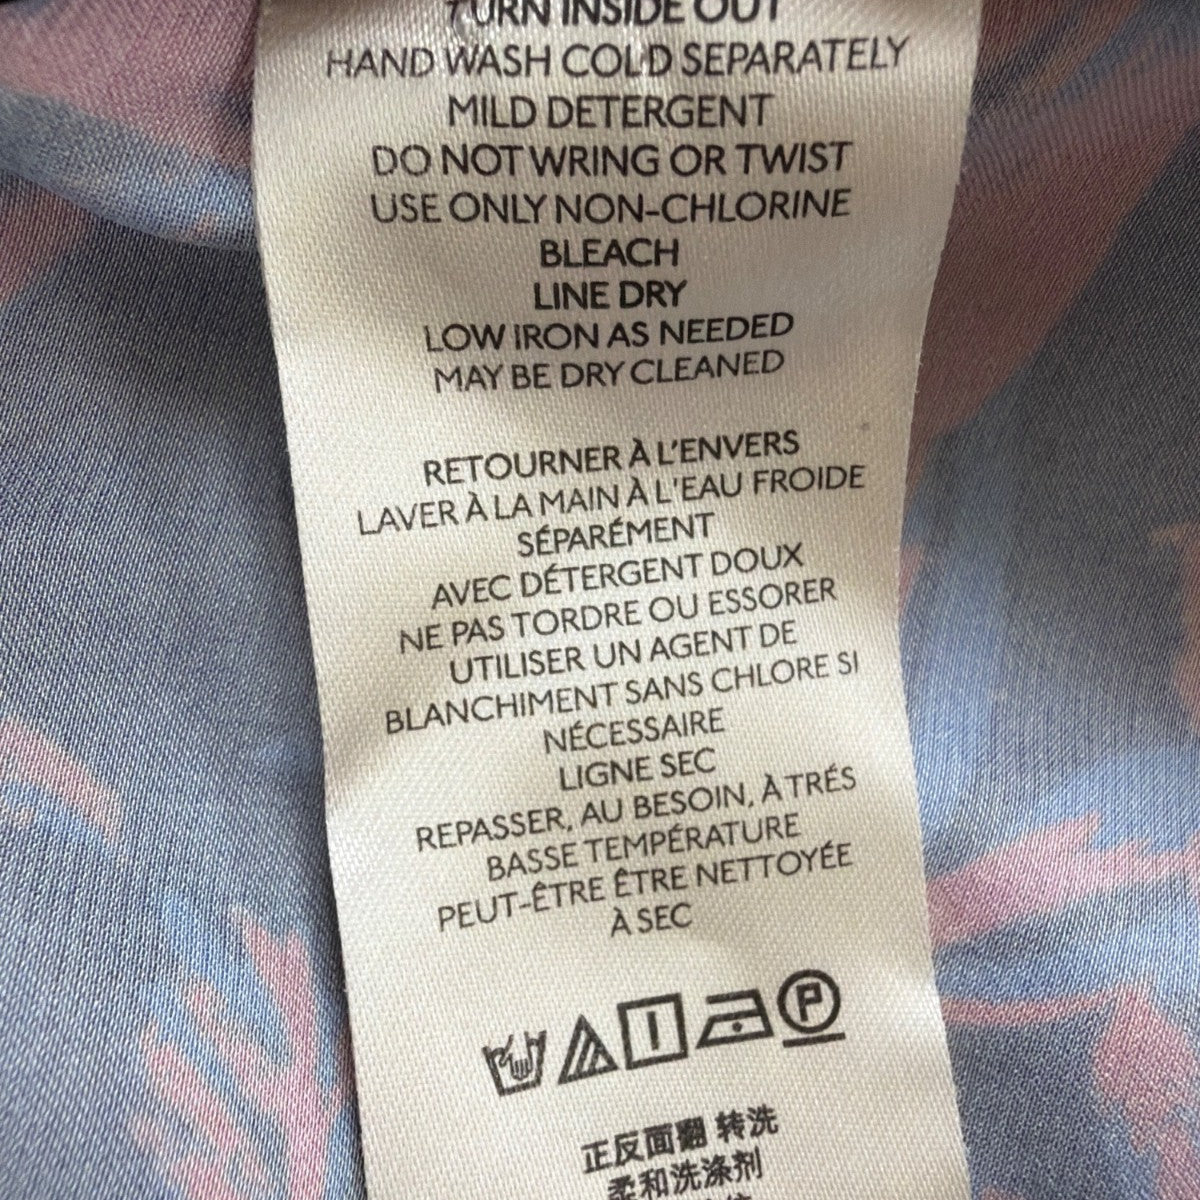 TURN INSIDE OUT
HAND WASH COLD SEPARATELY
MILD DETERGENT
DO NOT WRING OR TWIST
USE ONLY NON-CHLORINE
BLEACH
LINE DRY
LOW IRON AS NEEDED
MAY BE DRY CLEANED
RETOURNER À L'ENVERS
LAVER À LA MAIN À L'EAU FROIDE
SÉPARÉMENT
AVEC DÉTERGENT DOUX
NE PAS TORDRE OU ESSORER
UTILISER UN AGENT DE
BLANCHIMENT SANS CHLORE SI
NÉCESSAIRE
LIGNE SEC
REPASSER, AU BESOIN, À TRÉS
BASSE TEMPÉRATURE
PEUT-ÊTRE ÊTRE NETTOYÉE
À SEC
P
正反面翻 转洗
柔和洗涤剂